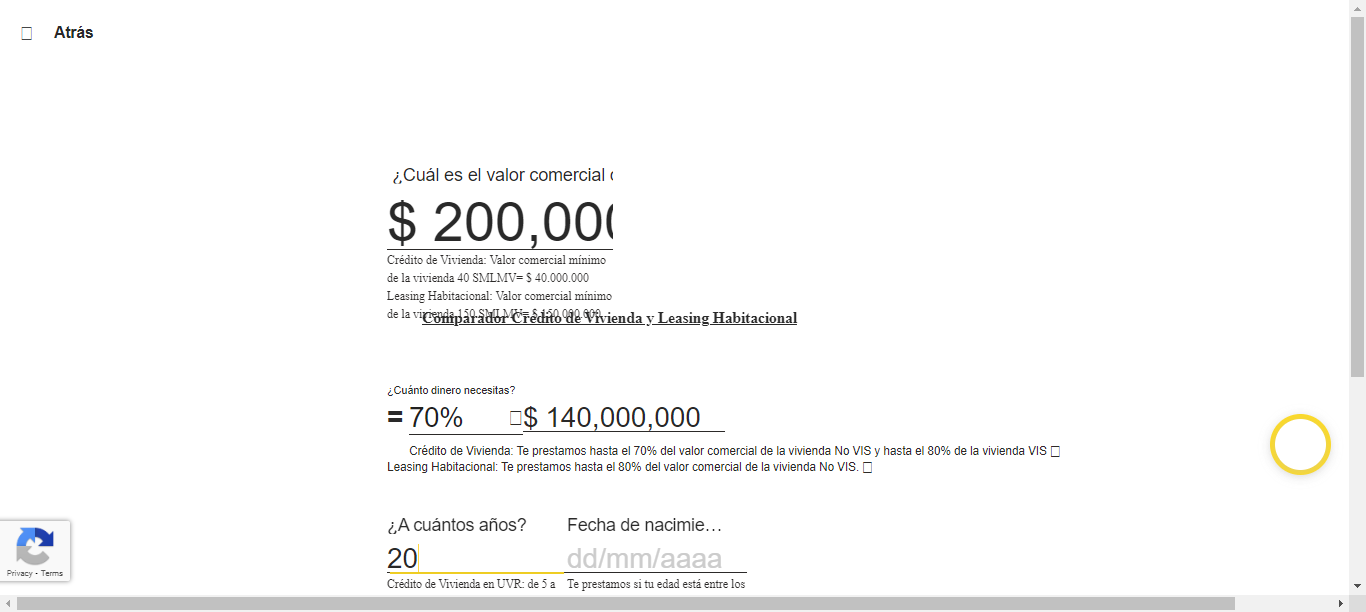 Atrás
¿Cuál es el valor comercial
$ 200,000
Crédito de Vivienda: Valor comercial mínimo
de la vivienda 40 SMLMV= $ 40.000.000
Leasing Habitacional: Valor comercial mínimo
de la vivienda 150 SMLMV= $ 150.000.000
Comparador Crédito de Vivienda y Leasing Habitacional
¿Cuánto dinero necesitas?
= 70% $ 140,000,000
Crédito de Vivienda: Te prestamos hasta el 70% del valor comercial de la vivienda No VIS y hasta el 80% de la vivienda VIS
Leasing Habitacional: Te prestamos hasta el 80% del valor comercial de la vivienda No VIS.
¿A cuántos años? Fecha de nacimie…
20 dd/mm/aaaa
Crédito de Vivienda en UVR: de 5 a Te prestamos si tu edad está entre los
Privacy - Terms